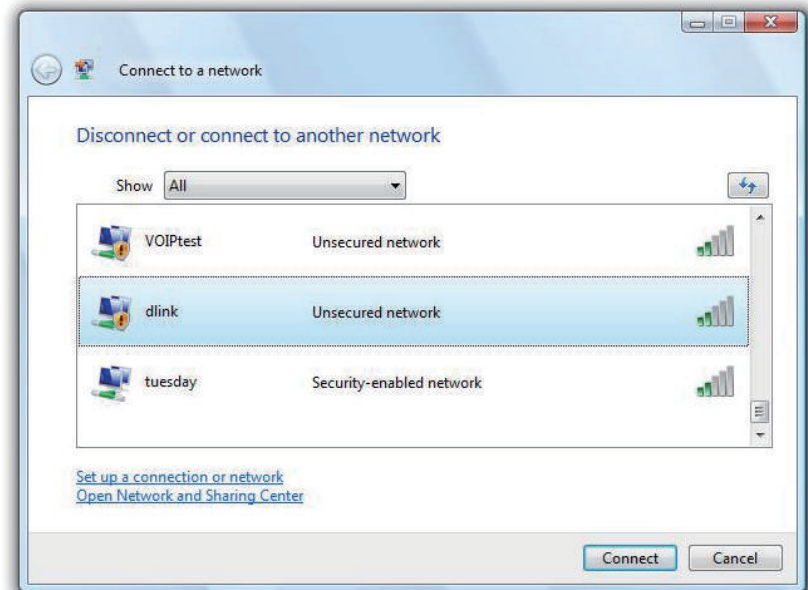 Connect to a network
Disconnect or connect to another network
Show All
VOIPtest Unsecured network
dlink Unsecured network
tuesday Security-enabled network
Set up a connection or network
Open Network and Sharing Center
Connect Cancel